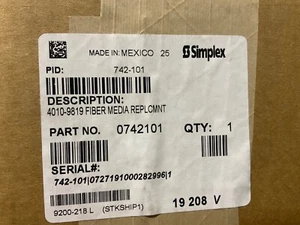 MADE IN: MEXICO 25 Simplex
PID: 742-101
DESCRIPTION:
4010-9819 FIBER MEDIA REPLCMNT
PART NO. 0742101 QTY: 1
SERIAL#:
742-101|0727191000282996|1
9200-218 L (STKSHIP1) 19 208 V